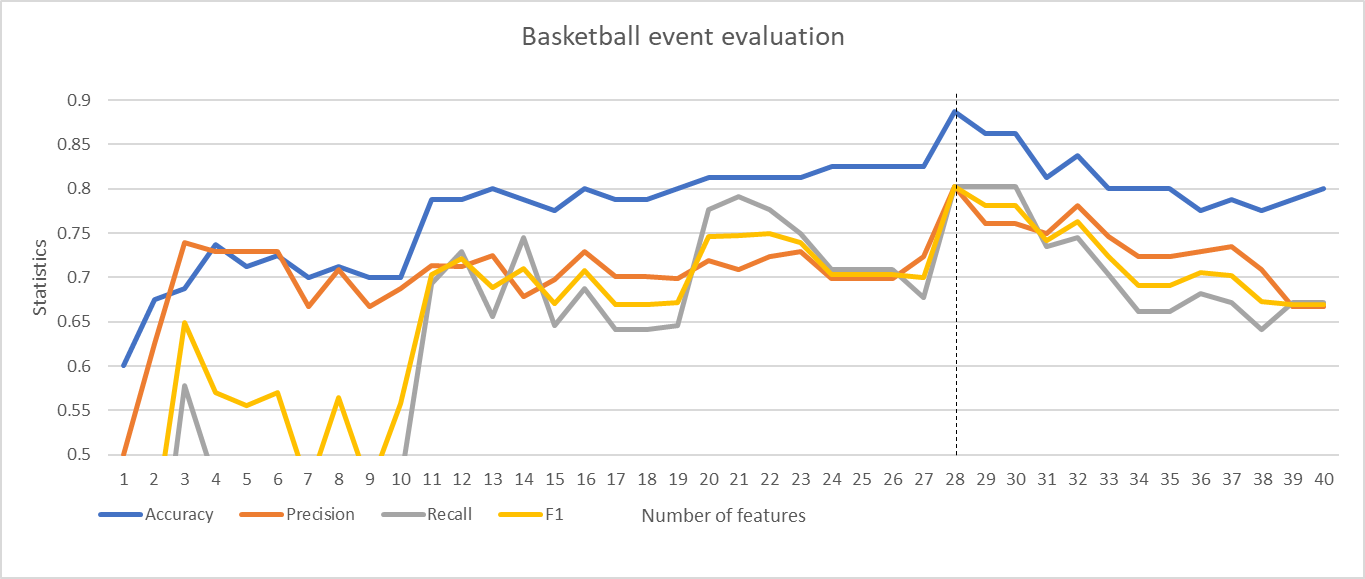 Basketball event evaluation
0.9
0.85
0.8
0.75
0.7
0.65
0.6
0.55
0.5
Statistics
1 2 3 4 5 6 7 8 9 10 11 12 13 14 15 16 17 18 19 20 21 22 23 24 25 26 27 28 29 30 31 32 33 34 35 36 37 38 39 40
Accuracy Precision Recall F1 Number of features